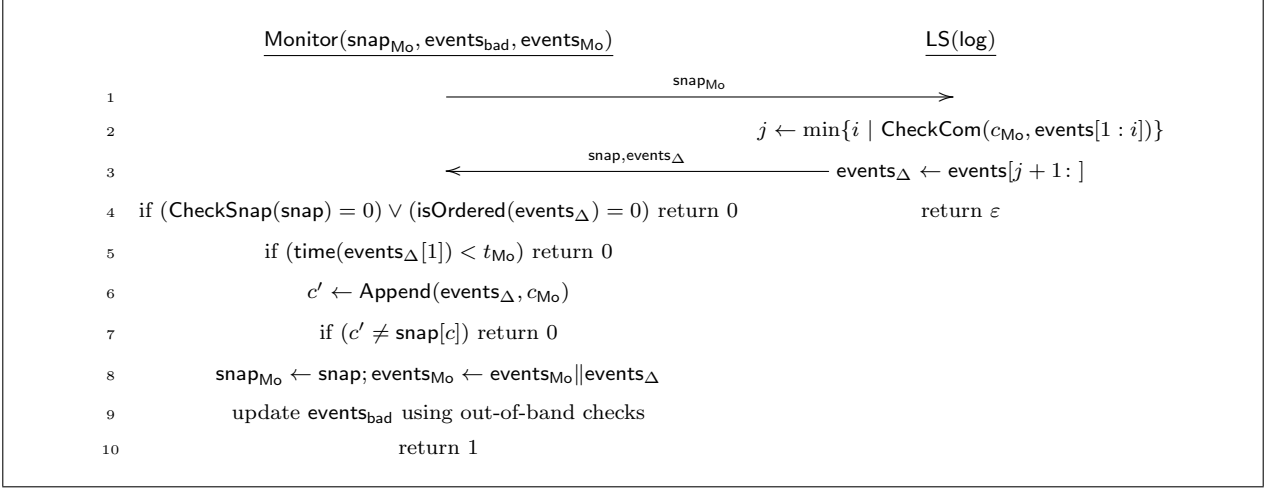 Monitor(snap_Mo, events_bad, events_Mo) LS(log)
1 snap_Mo
2 j ← min{i | CheckCom(c_Mo, events[1 : i])}
3 snap,events_Δ events_Δ ← events[j + 1: ]
4 if (CheckSnap(snap) = 0) ∨ (isOrdered(events_Δ) = 0) return 0 return ε
5 if (time(events_Δ[1]) < t_Mo) return 0
6 c′ ← Append(events_Δ, c_Mo)
7 if (c′ ≠ snap[c]) return 0
8 snap_Mo ← snap; events_Mo ← events_Mo‖events_Δ
9 update events_bad using out-of-band checks
10 return 1